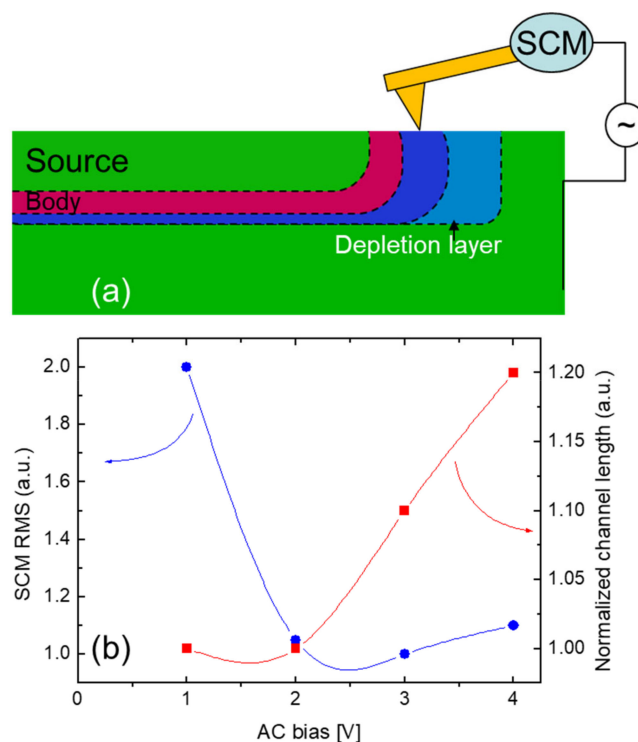 SCM
~
Source
Body
Depletion layer
(a)
2.0
1.8
1.6
1.4
1.2
1.0
SCM RMS (a.u.)
1.20
1.15
1.10
1.05
1.00
Normalized channel length (a.u.)
(b)
0 1 2 3 4
AC bias [V]